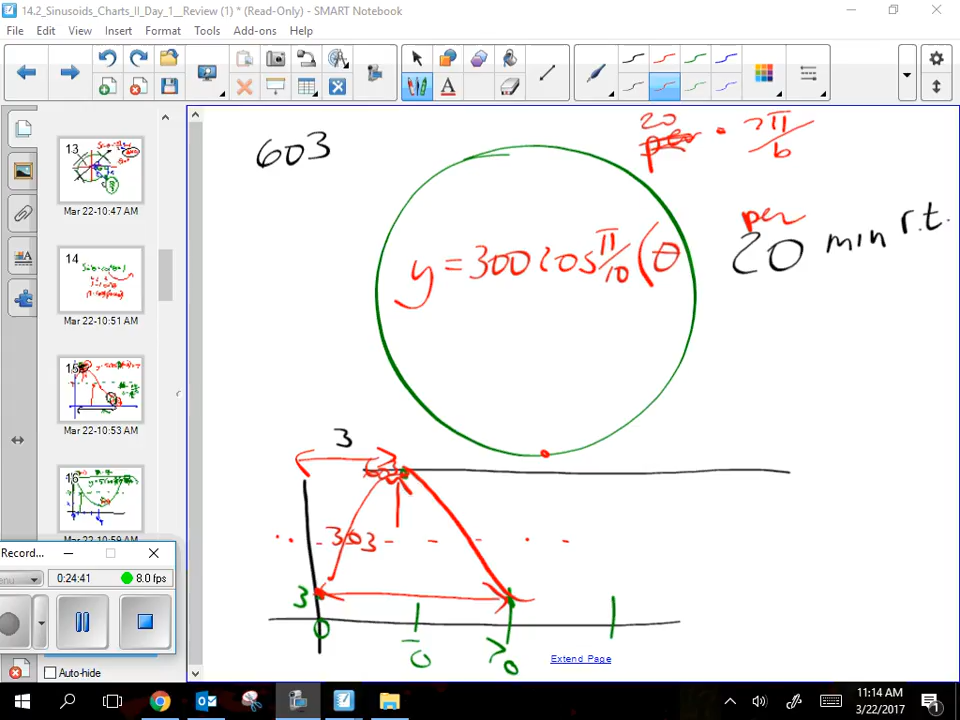 14.2_Sinusoids_Charts_II_Day_1__Review (1) * (Read-Only) - SMART Notebook
File Edit View Insert Format Tools Add-ons Help
13
Mar 22-10:47 AM
14
Mar 22-10:51 AM
15
Mar 22-10:53 AM
16
Mar 22-10:59 AM
603
20
per • 2π/b
per
20 min r.t.
y = 300 cos π/10 (θ
3
603
303
3
0
10
20
Extend Page
Record...
0:24:41
8.0 fps
Auto-hide
11:14 AM
3/22/2017
1